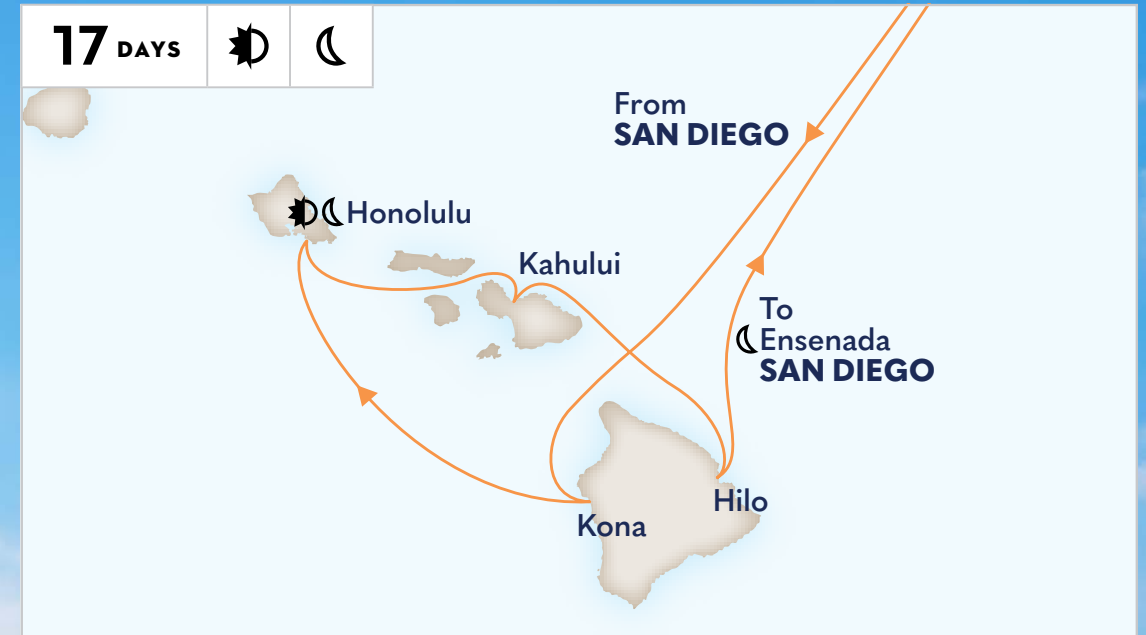 17 DAYS
From
SAN DIEGO
Honolulu
Kahului
To
Ensenada
SAN DIEGO
Hilo
Kona